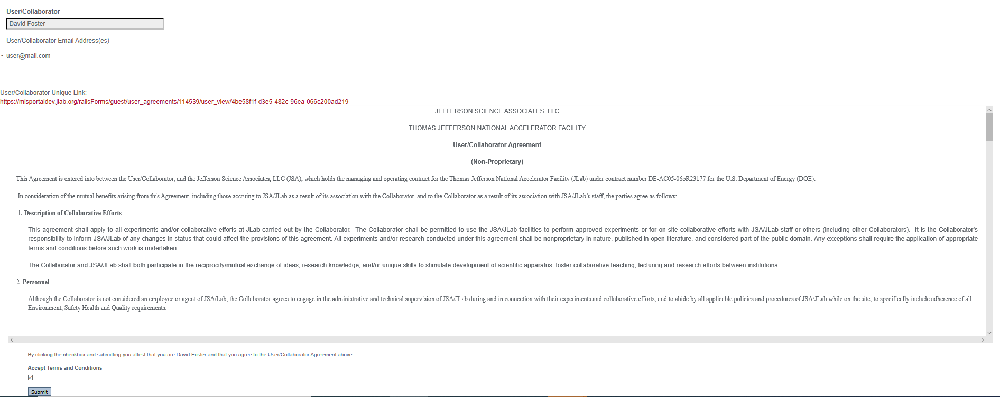 User/Collaborator
David Foster
User/Collaborator Email Address(es)
• user@mail.com
User/Collaborator Unique Link:
https://misportaldev.jlab.org/railsForms/guest/user_agreements/114539/user_view/4be58f1f-d3e5-482c-96ea-066c200ad219
JEFFERSON SCIENCE ASSOCIATES, LLC
THOMAS JEFFERSON NATIONAL ACCELERATOR FACILITY
User/Collaborator Agreement
(Non-Proprietary)
This Agreement is entered into between the User/Collaborator, and the Jefferson Science Associates, LLC (JSA), which holds the managing and operating contract for the Thomas Jefferson National Accelerator Facility (JLab) under contract number DE-AC05-06oR23177 for the U.S. Department of Energy (DOE).
In consideration of the mutual benefits arising from this Agreement, including those accruing to JSA/JLab as a result of its association with the Collaborator, and to the Collaborator as a result of its association with JSA/JLab's staff, the parties agree as follows:
1. Description of Collaborative Efforts
This agreement shall apply to all experiments and/or collaborative efforts at JLab carried out by the Collaborator. The Collaborator shall be permitted to use the JSA/JLab facilities to perform approved experiments or for on-site collaborative efforts with JSA/JLab staff or others (including other Collaborators). It is the Collaborator's
responsibility to inform JSA/JLab of any changes in status that could affect the provisions of this agreement. All experiments and/or research conducted under this agreement shall be nonproprietary in nature, published in open literature, and considered part of the public domain. Any exceptions shall require the application of appropriate
terms and conditions before such work is undertaken.
The Collaborator and JSA/JLab shall both participate in the reciprocity/mutual exchange of ideas, research knowledge, and/or unique skills to stimulate development of scientific apparatus, foster collaborative teaching, lecturing and research efforts between institutions.
2. Personnel
Although the Collaborator is not considered an employee or agent of JSA/Lab, the Collaborator agrees to engage in the administrative and technical supervision of JSA/JLab during and in connection with their experiments and collaborative efforts, and to abide by all applicable policies and procedures of JSA/JLab while on the site; to specifically include adherence of all
Environment, Safety Health and Quality requirements.
By clicking the checkbox and submitting you attest that you are David Foster and that you agree to the User/Collaborator Agreement above.
Accept Terms and Conditions
Submit